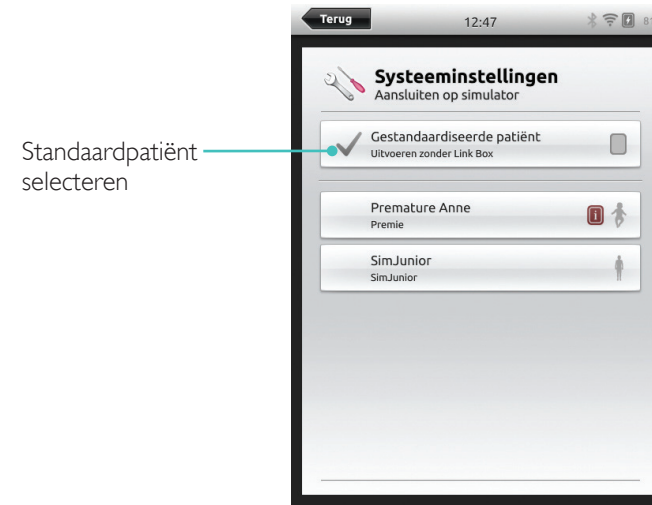 Terug
12:47
81
Systeeminstellingen
Aansluiten op simulator
Standaardpatiënt
selecteren
Gestandaardiseerde patiënt
Uitvoeren zonder Link Box
Premature Anne
Premie
SimJunior
SimJunior